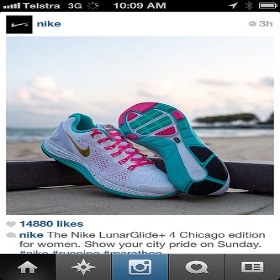 Telstra 3G 10:09 AM
nike 3h
14880 likes
nike The Nike LunarGlide+ 4 Chicago edition
for women. Show your city pride on Sunday.
#nike #running #marathon